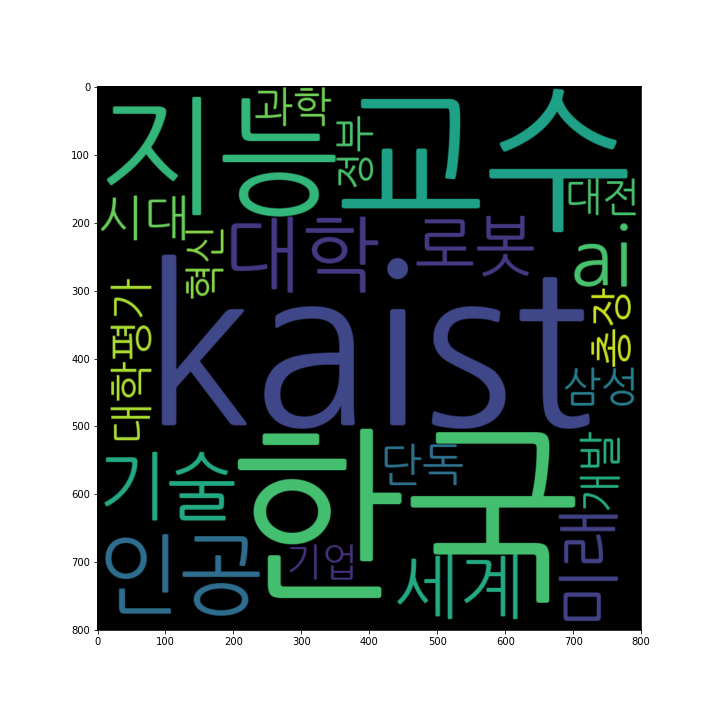 0
100
200
300
400
500
600
700
800
지능
과학
정부
교수
시대
혁신
대학
로봇
대전
ai
kaist
대학평가
총장
삼성
한국
단독
개발
기술
인공
기업
세계
미래
0 100 200 300 400 500 600 700 800